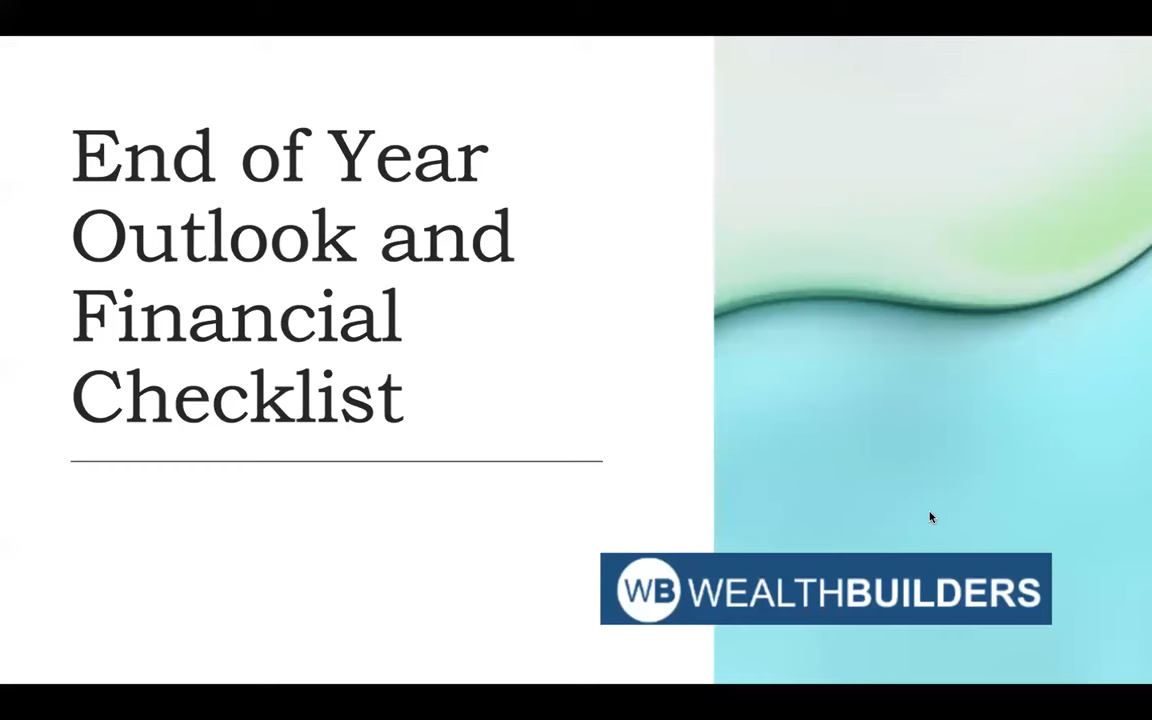 End of Year
Outlook and
Financial
Checklist
WB WEALTHBUILDERS